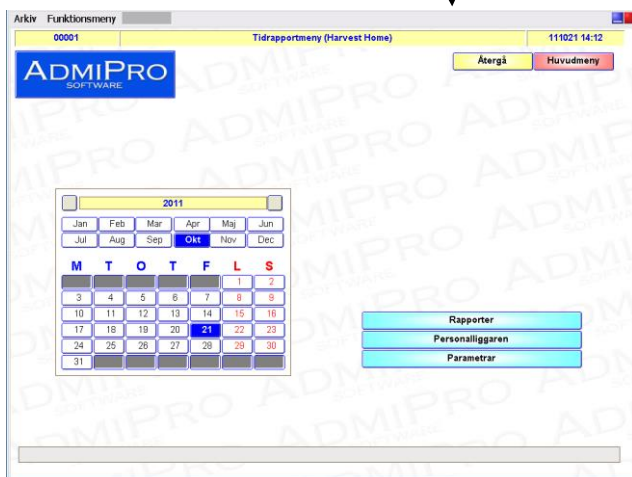 Arkiv Funktionsmeny
00001 Tidrapportmeny (Harvest Home) 111021 14:12
ADMIPRO
SOFTWARE
Återgå Huvudmeny
2011
Jan Feb Mar Apr Maj Jun
Jul Aug Sep Okt Nov Dec
M T O T F L S
1 2
3 4 5 6 7 8 9
10 11 12 13 14 15 16
17 18 19 20 21 22 23
24 25 26 27 28 29 30
31
Rapporter
Personalliggaren
Parametrar